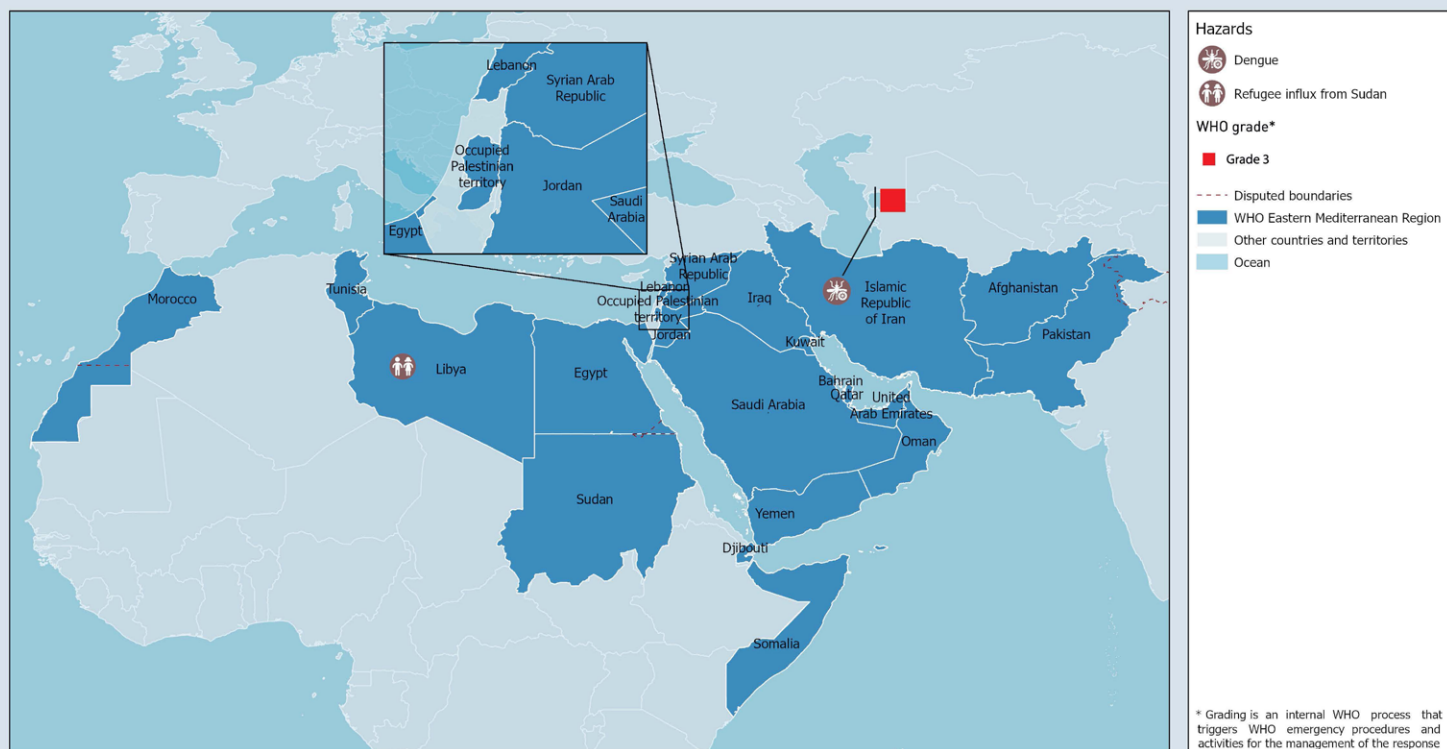 Lebanon
Syrian Arab
Republic
Occupied
Palestinian
territory
Jordan
Saudi
Arabia
Egypt
Morocco
Tunisia
Libya
Egypt
Sudan
Syrian Arab
Republic
Lebanon
Occupied Palestinian
territory
Jordan
Iraq
Kuwait
Saudi Arabia
Bahrain
Qatar
United
Arab Emirates
Oman
Yemen
Djibouti
Somalia
Islamic
Republic
of Iran
Afghanistan
Pakistan
Hazards
Dengue
Refugee influx from Sudan
WHO grade*
Grade 3
Disputed boundaries
WHO Eastern Mediterranean Region
Other countries and territories
Ocean
* Grading is an internal WHO process that
triggers WHO emergency procedures and
activities for the management of the response